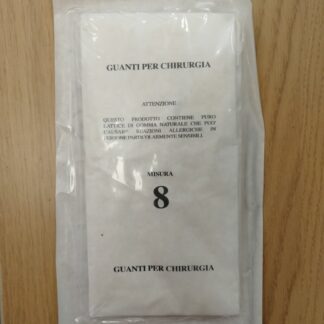 GUANTI PER CHIRURGIA
ATTENZIONE
QUESTO PRODOTTO CONTIENE PURO
LATTICE DI GOMMA NATURALE CHE PUO'
CAUSARE REAZIONI ALLERGICHE IN
PERSONE PARTICOLARMENTE SENSIBILI.
MISURA
8
GUANTI PER CHIRURGIA